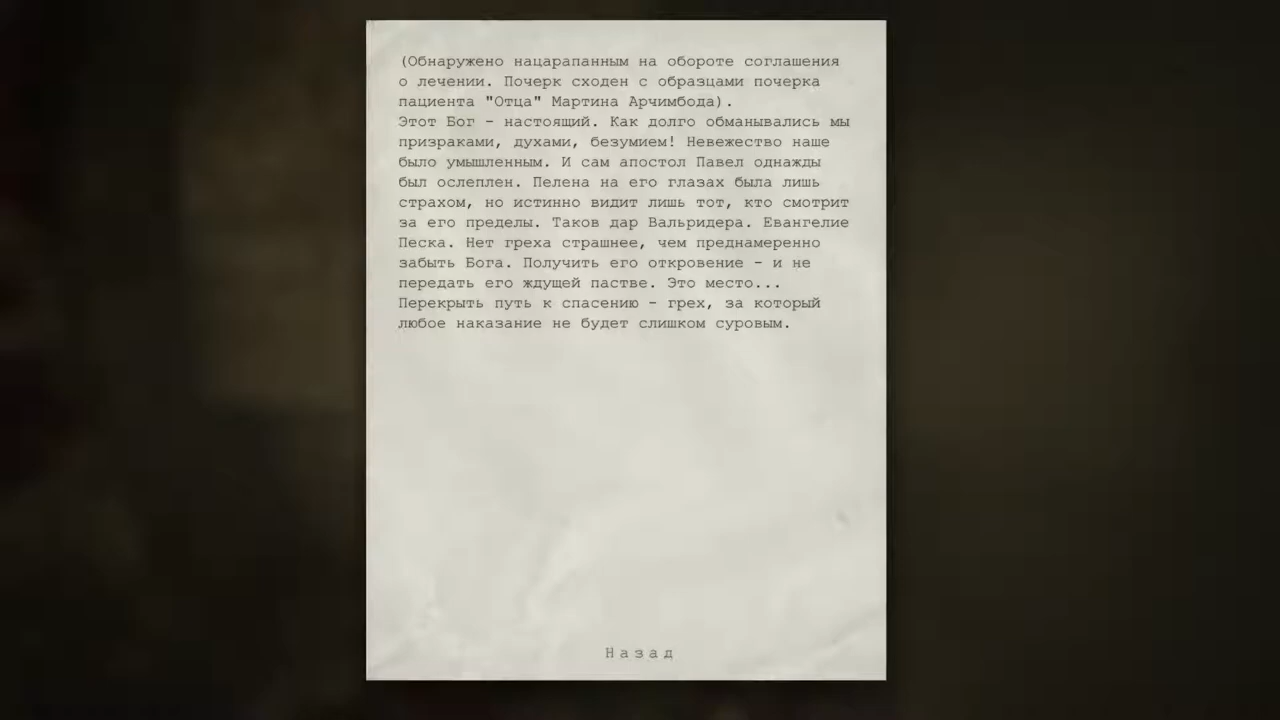 (Обнаружено нацарапанным на обороте соглашения
о лечении. Почерк сходен с образцами почерка
пациента "Отца" Мартина Арчимбода).
Этот Бог - настоящий. Как долго обманывались мы
призраками, духами, безумием! Невежество наше
было умышленным. И сам апостол Павел однажды
был ослеплен. Пелена на его глазах была лишь
страхом, но истинно видит лишь тот, кто смотрит
за его пределы. Таков дар Вальридера. Евангелие
Песка. Нет греха страшнее, чем преднамеренно
забыть Бога. Получить его откровение - и не
передать его ждущей пастве. Это место...
Перекрыть путь к спасению - грех, за который
любое наказание не будет слишком суровым.
Назад